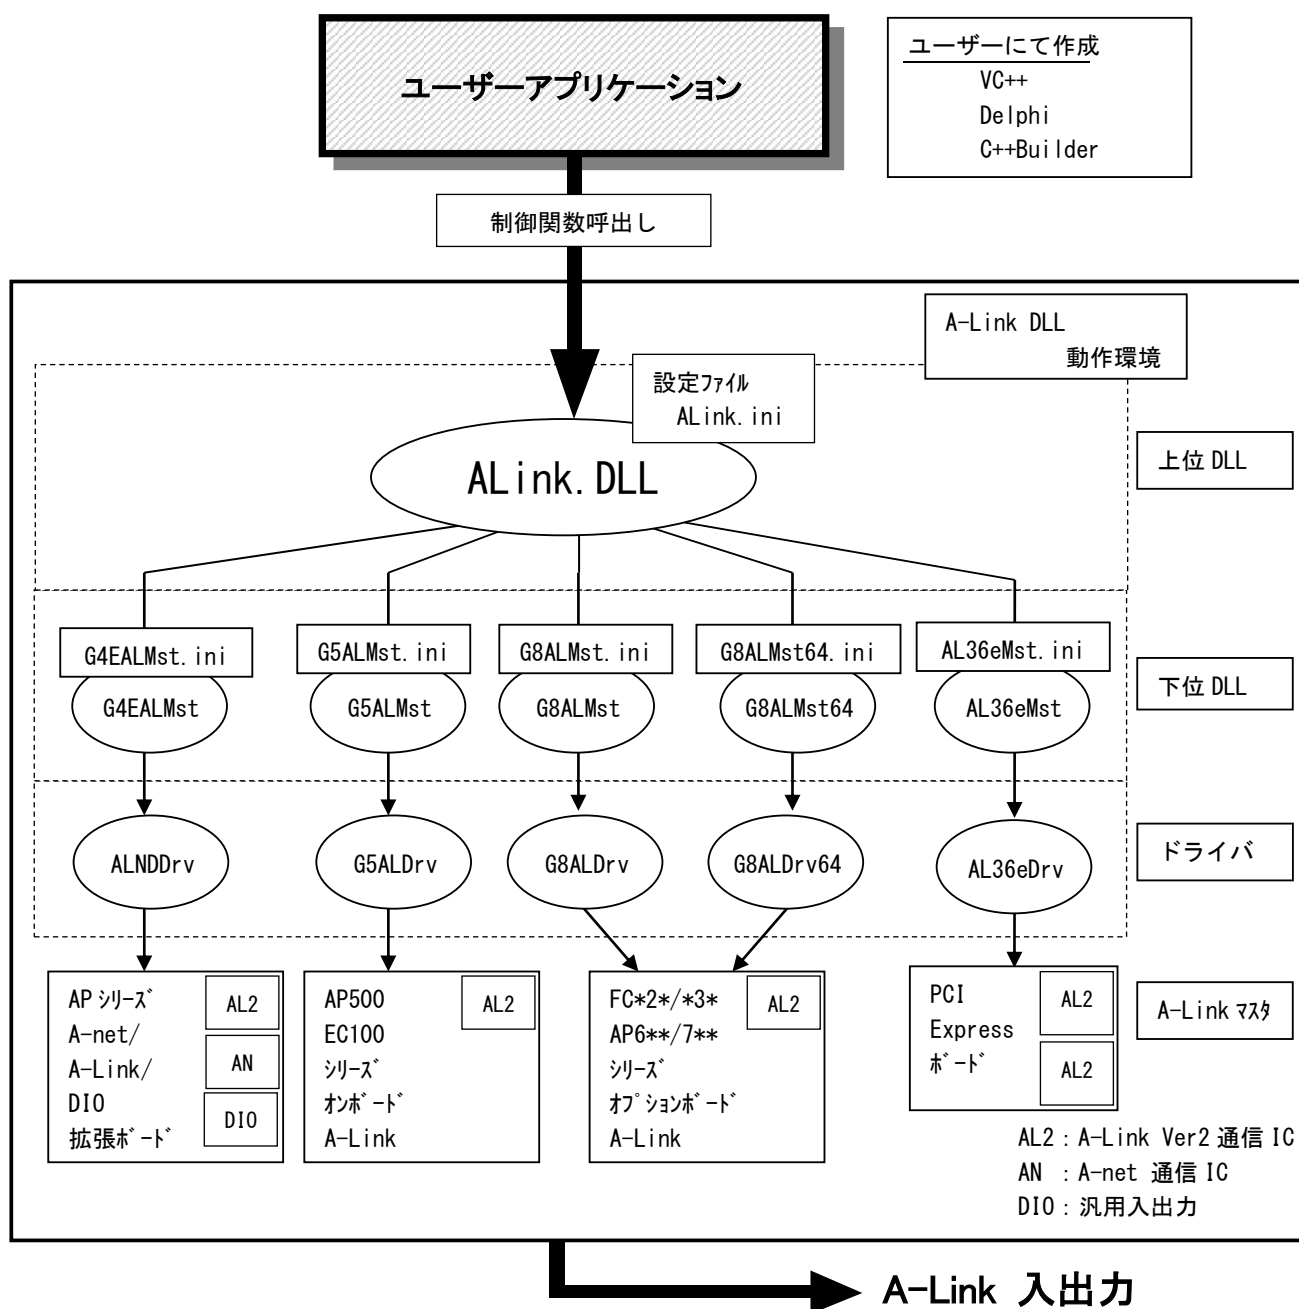 ユーザーアプリケーション
ユーザーにて作成
VC++
Delphi
C++Builder
制御関数呼出し
A-Link DLL
動作環境
設定ﾌｧｲﾙ
ALink.ini
ALink.DLL
上位 DLL
G4EALMst.ini
G5ALMst.ini
G8ALMst.ini
G8ALMst64.ini
AL36eMst.ini
G4EALMst
G5ALMst
G8ALMst
G8ALMst64
AL36eMst
下位 DLL
ALNDDrv
G5ALDrv
G8ALDrv
G8ALDrv64
AL36eDrv
ドライバ
AP ｼﾘｰｽﾞ
A-net/
A-Link/
DIO
拡張ﾎﾞｰﾄﾞ
AL2
AN
DIO
AP500
EC100
ｼﾘｰｽﾞ
ｵﾝﾎﾞｰﾄﾞ
A-Link
AL2
FC*2*/*3*
AP6**/7**
ｼﾘｰｽﾞ
ｵﾌﾟｼｮﾝﾎﾞｰﾄﾞ
A-Link
AL2
PCI
Express
ﾎﾞｰﾄﾞ
AL2
AL2
A-Link ﾏｽﾀ
AL2：A-Link Ver2 通信 IC
AN ：A-net 通信 IC
DIO：汎用入出力
A-Link 入出力